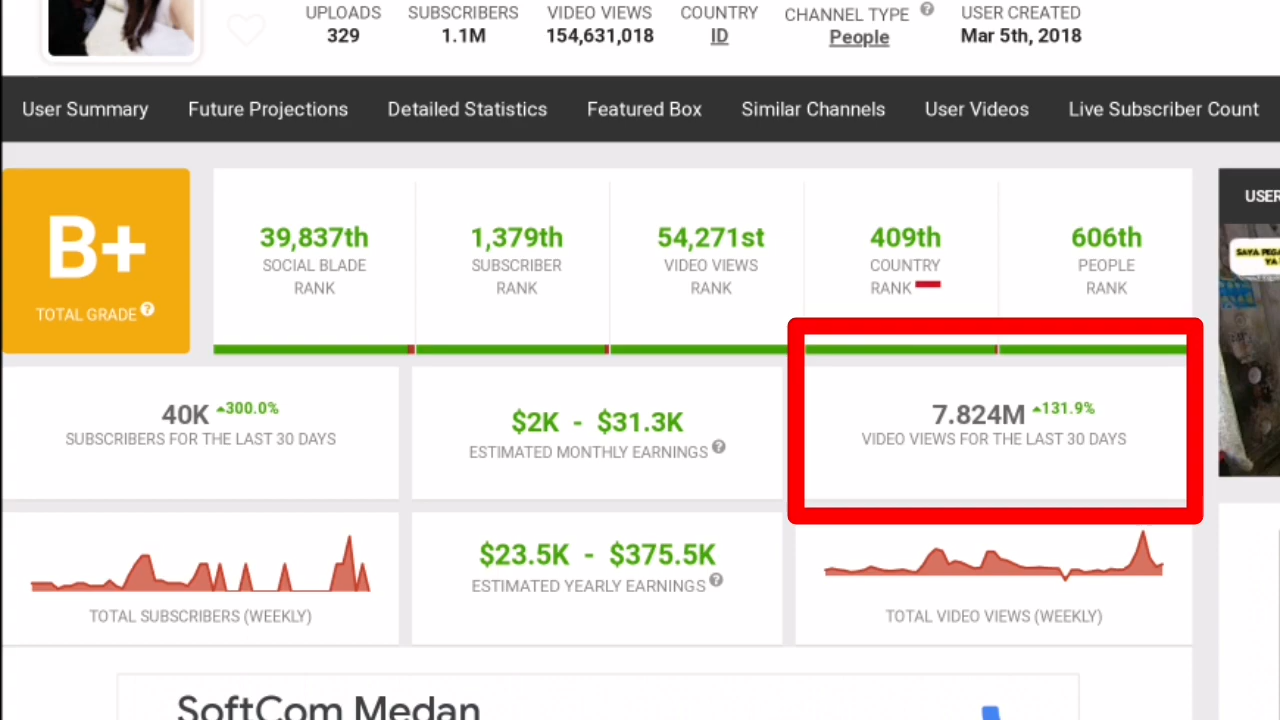 UPLOADS
329
SUBSCRIBERS
1.1M
VIDEO VIEWS
154,631,018
COUNTRY
ID
CHANNEL TYPE ?
People
USER CREATED
Mar 5th, 2018
User Summary Future Projections Detailed Statistics Featured Box Similar Channels User Videos Live Subscriber Count
B+
TOTAL GRADE ?
39,837th
SOCIAL BLADE
RANK
1,379th
SUBSCRIBER
RANK
54,271st
VIDEO VIEWS
RANK
409th
COUNTRY
RANK
606th
PEOPLE
RANK
USER
SAYA
YA
40K 300.0%
SUBSCRIBERS FOR THE LAST 30 DAYS
$2K - $31.3K
ESTIMATED MONTHLY EARNINGS ?
7.824M 131.9%
VIDEO VIEWS FOR THE LAST 30 DAYS
TOTAL SUBSCRIBERS (WEEKLY)
$23.5K - $375.5K
ESTIMATED YEARLY EARNINGS ?
TOTAL VIDEO VIEWS (WEEKLY)
SoftCom Medan